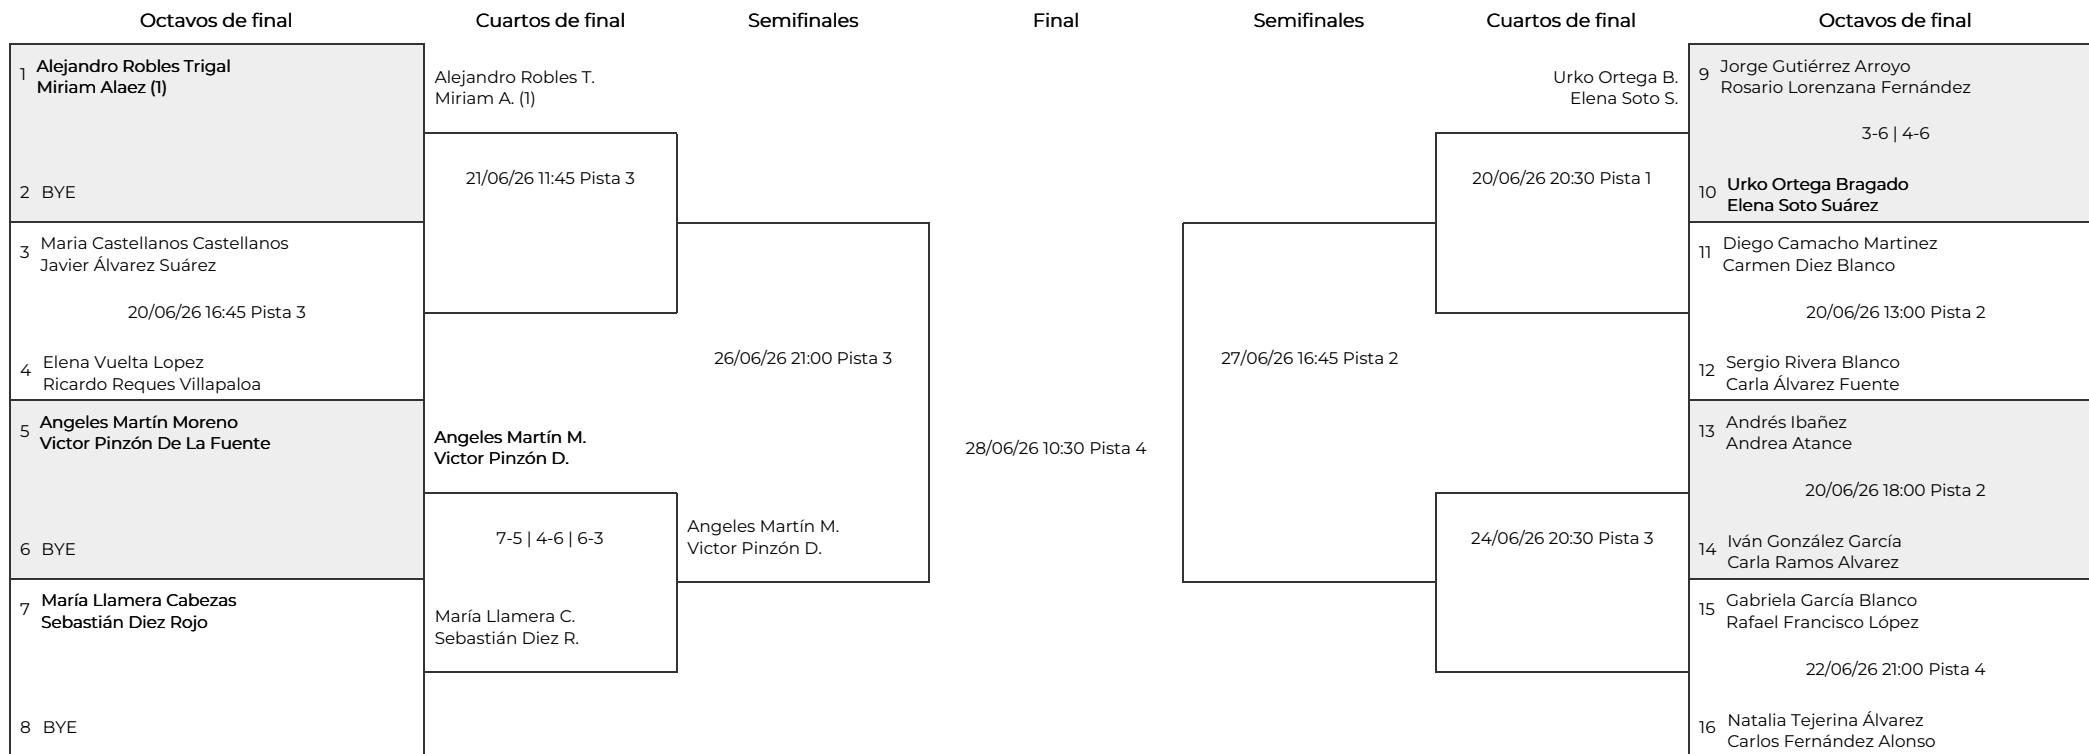 Octavos de final
Cuartos de final
Semifinales
Final
Semifinales
Cuartos de final
Octavos de final
1 Alejandro Robles Trigal
Miriam Alaez (1)
2 BYE
3 Maria Castellanos Castellanos
Javier Álvarez Suárez
20/06/26 16:45 Pista 3
4 Elena Vuelta Lopez
Ricardo Reques Villapaloa
5 Angeles Martín Moreno
Victor Pinzón De La Fuente
6 BYE
7 María Llamera Cabezas
Sebastián Diez Rojo
8 BYE
Alejandro Robles T.
Miriam A. (1)
21/06/26 11:45 Pista 3
Angeles Martín M.
Victor Pinzón D.
7-5 | 4-6 | 6-3
María Llamera C.
Sebastián Diez R.
26/06/26 21:00 Pista 3
Angeles Martín M.
Victor Pinzón D.
28/06/26 10:30 Pista 4
27/06/26 16:45 Pista 2
Urko Ortega B.
Elena Soto S.
20/06/26 20:30 Pista 1
24/06/26 20:30 Pista 3
9 Jorge Gutiérrez Arroyo
Rosario Lorenzana Fernández
3-6 | 4-6
10 Urko Ortega Bragado
Elena Soto Suárez
11 Diego Camacho Martinez
Carmen Diez Blanco
20/06/26 13:00 Pista 2
12 Sergio Rivera Blanco
Carla Álvarez Fuente
13 Andrés Ibañez
Andrea Atance
20/06/26 18:00 Pista 2
14 Iván González García
Carla Ramos Alvarez
15 Gabriela García Blanco
Rafael Francisco López
22/06/26 21:00 Pista 4
16 Natalia Tejerina Álvarez
Carlos Fernández Alonso